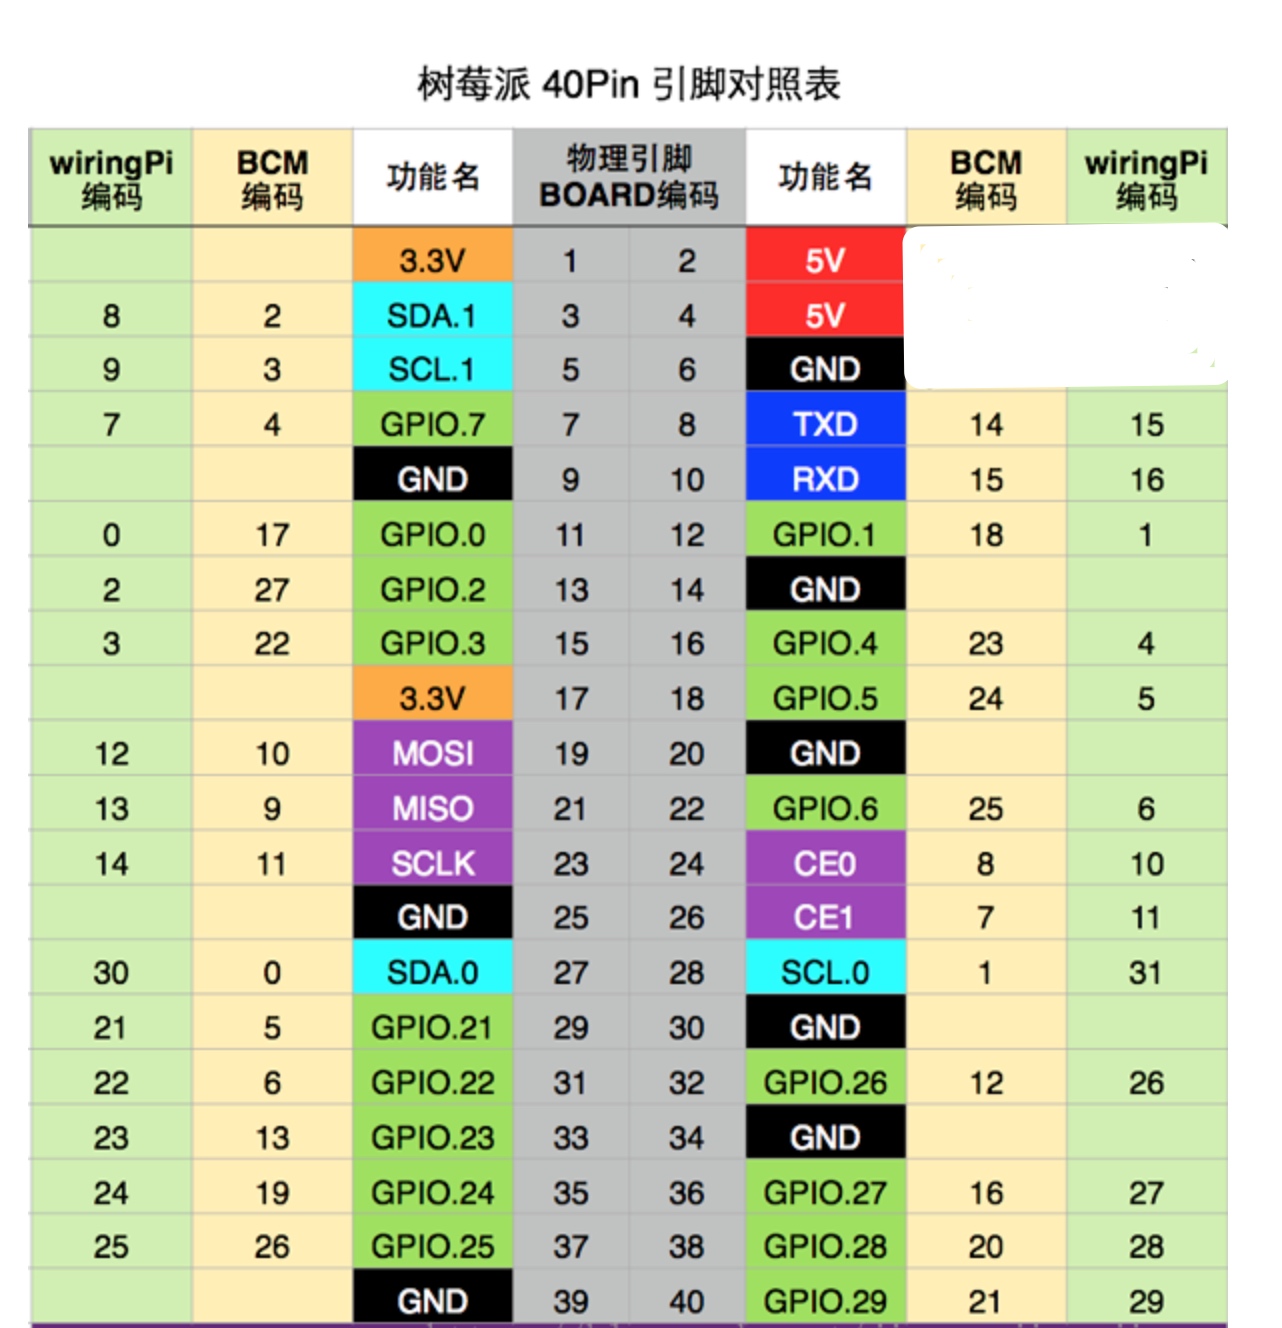 树莓派 40Pin 引脚对照表
wiringPi 编码 BCM 编码 功能名 物理引脚 BOARD编码 功能名 BCM 编码 wiringPi 编码
3.3V 1 2 5V
8 2 SDA.1 3 4 5V
9 3 SCL.1 5 6 GND
7 4 GPIO.7 7 8 TXD 14 15
GND 9 10 RXD 15 16
0 17 GPIO.0 11 12 GPIO.1 18 1
2 27 GPIO.2 13 14 GND
3 22 GPIO.3 15 16 GPIO.4 23 4
3.3V 17 18 GPIO.5 24 5
12 10 MOSI 19 20 GND
13 9 MISO 21 22 GPIO.6 25 6
14 11 SCLK 23 24 CE0 8 10
GND 25 26 CE1 7 11
30 0 SDA.0 27 28 SCL.0 1 31
21 5 GPIO.21 29 30 GND
22 6 GPIO.22 31 32 GPIO.26 12 26
23 13 GPIO.23 33 34 GND
24 19 GPIO.24 35 36 GPIO.27 16 27
25 26 GPIO.25 37 38 GPIO.28 20 28
GND 39 40 GPIO.29 21 29